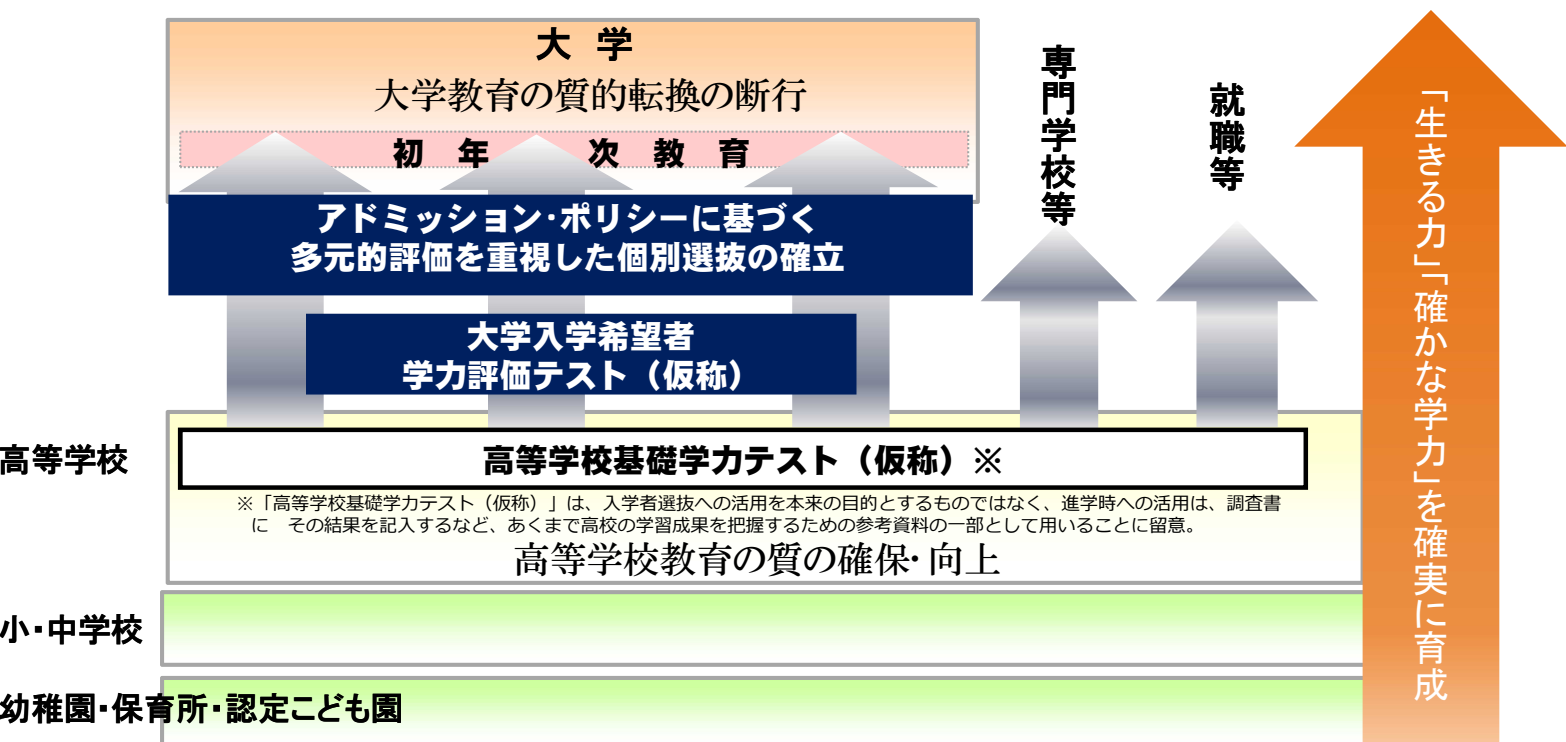 大 学
大学教育の質的転換の断行
初 年 次 教 育
アドミッション・ポリシーに基づく
多元的評価を重視した個別選抜の確立
大学入学希望者
学力評価テスト（仮称）
専門学校等
就職等
「生きる力」「確かな学力」を確実に育成
高等学校
高等学校基礎学力テスト（仮称）※
※「高等学校基礎学力テスト（仮称）」は、入学者選抜への活用を本来の目的とするものではなく、進学時への活用は、調査書
に その結果を記入するなど、あくまで高校の学習成果を把握するための参考資料の一部として用いることに留意。
高等学校教育の質の確保・向上
小・中学校
幼稚園・保育所・認定こども園